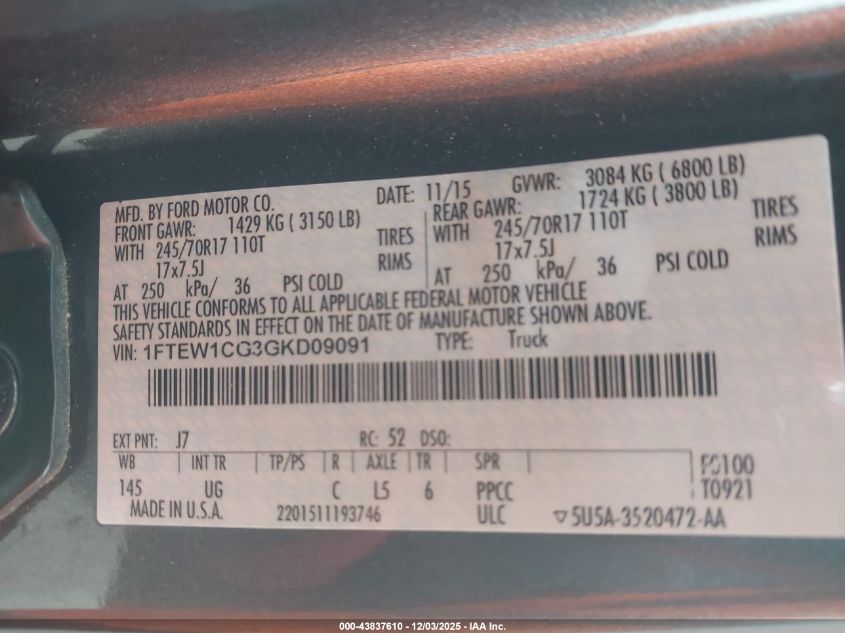 MFD. BY FORD MOTOR CO. DATE: 11/15 GVWR: 3084 KG ( 6800 LB)
FRONT GAWR: 1429 KG ( 3150 LB) REAR GAWR: 1724 KG ( 3800 LB)
WITH 245/70R17 110T TIRES WITH 245/70R17 110T TIRES
17x7.5J RIMS 17x7.5J RIMS
AT 250 kPa/ 36 PSI COLD AT 250 kPa/ 36 PSI COLD
THIS VEHICLE CONFORMS TO ALL APPLICABLE FEDERAL MOTOR VEHICLE
SAFETY STANDARDS IN EFFECT ON THE DATE OF MANUFACTURE SHOWN ABOVE.
VIN: 1FTEW1CG3GKD09091 TYPE: Truck
EXT PNT: J7 RC: 52 DSO:
WB INT TR TP/PS R AXLE TR SPR
145 UG C L5 6 PPCC T0921
MADE IN U.S.A. 2201511193746 ULC ▽5U5A-3520472-AA
000-43837610 - 12/03/2025 - IAA Inc.